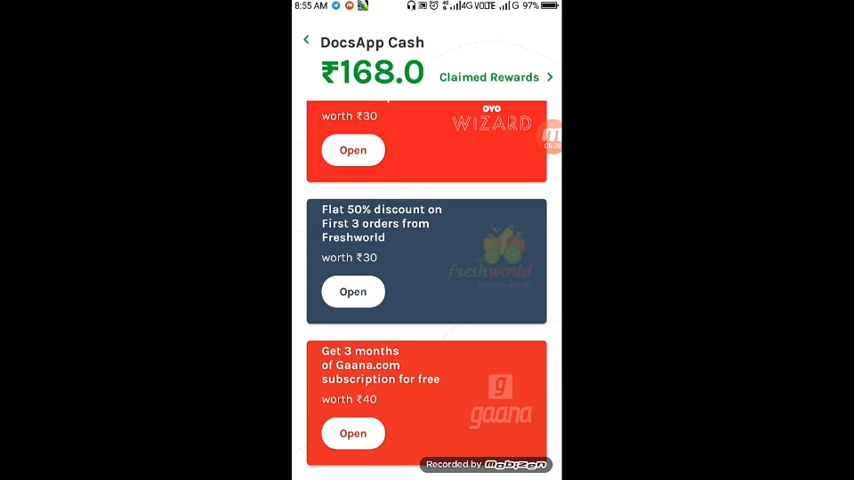 8:55 AM 4G VOLTE G 97%
DocsApp Cash
₹168.0 Claimed Rewards
worth ₹30
OYO
WIZARD
Open
05:08
Flat 50% discount on
First 3 orders from
Freshworld
worth ₹30
freshworld
Open
Get 3 months
of Gaana.com
subscription for free
worth ₹40
gaana
Open
Recorded by mobizen